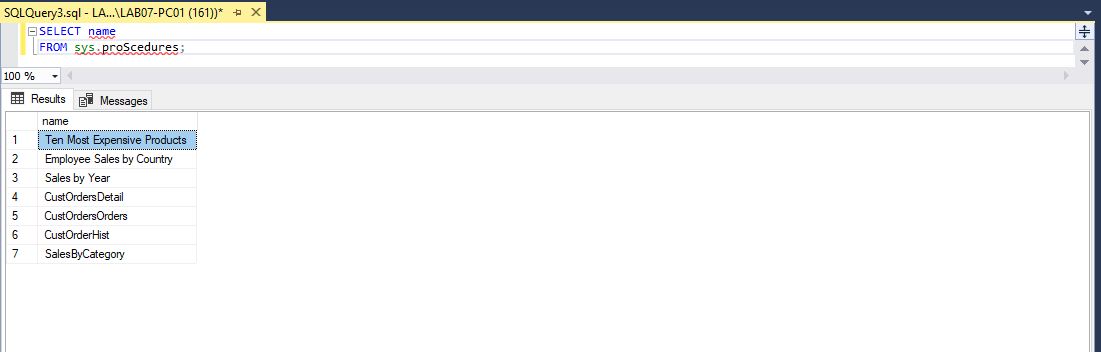 SQLQuery3.sql - LA...\LAB07-PC01 (161))*
SELECT name
FROM sys.proScedures;
100 %
Results Messages
name
1 Ten Most Expensive Products
2 Employee Sales by Country
3 Sales by Year
4 CustOrdersDetail
5 CustOrdersOrders
6 CustOrderHist
7 SalesByCategory